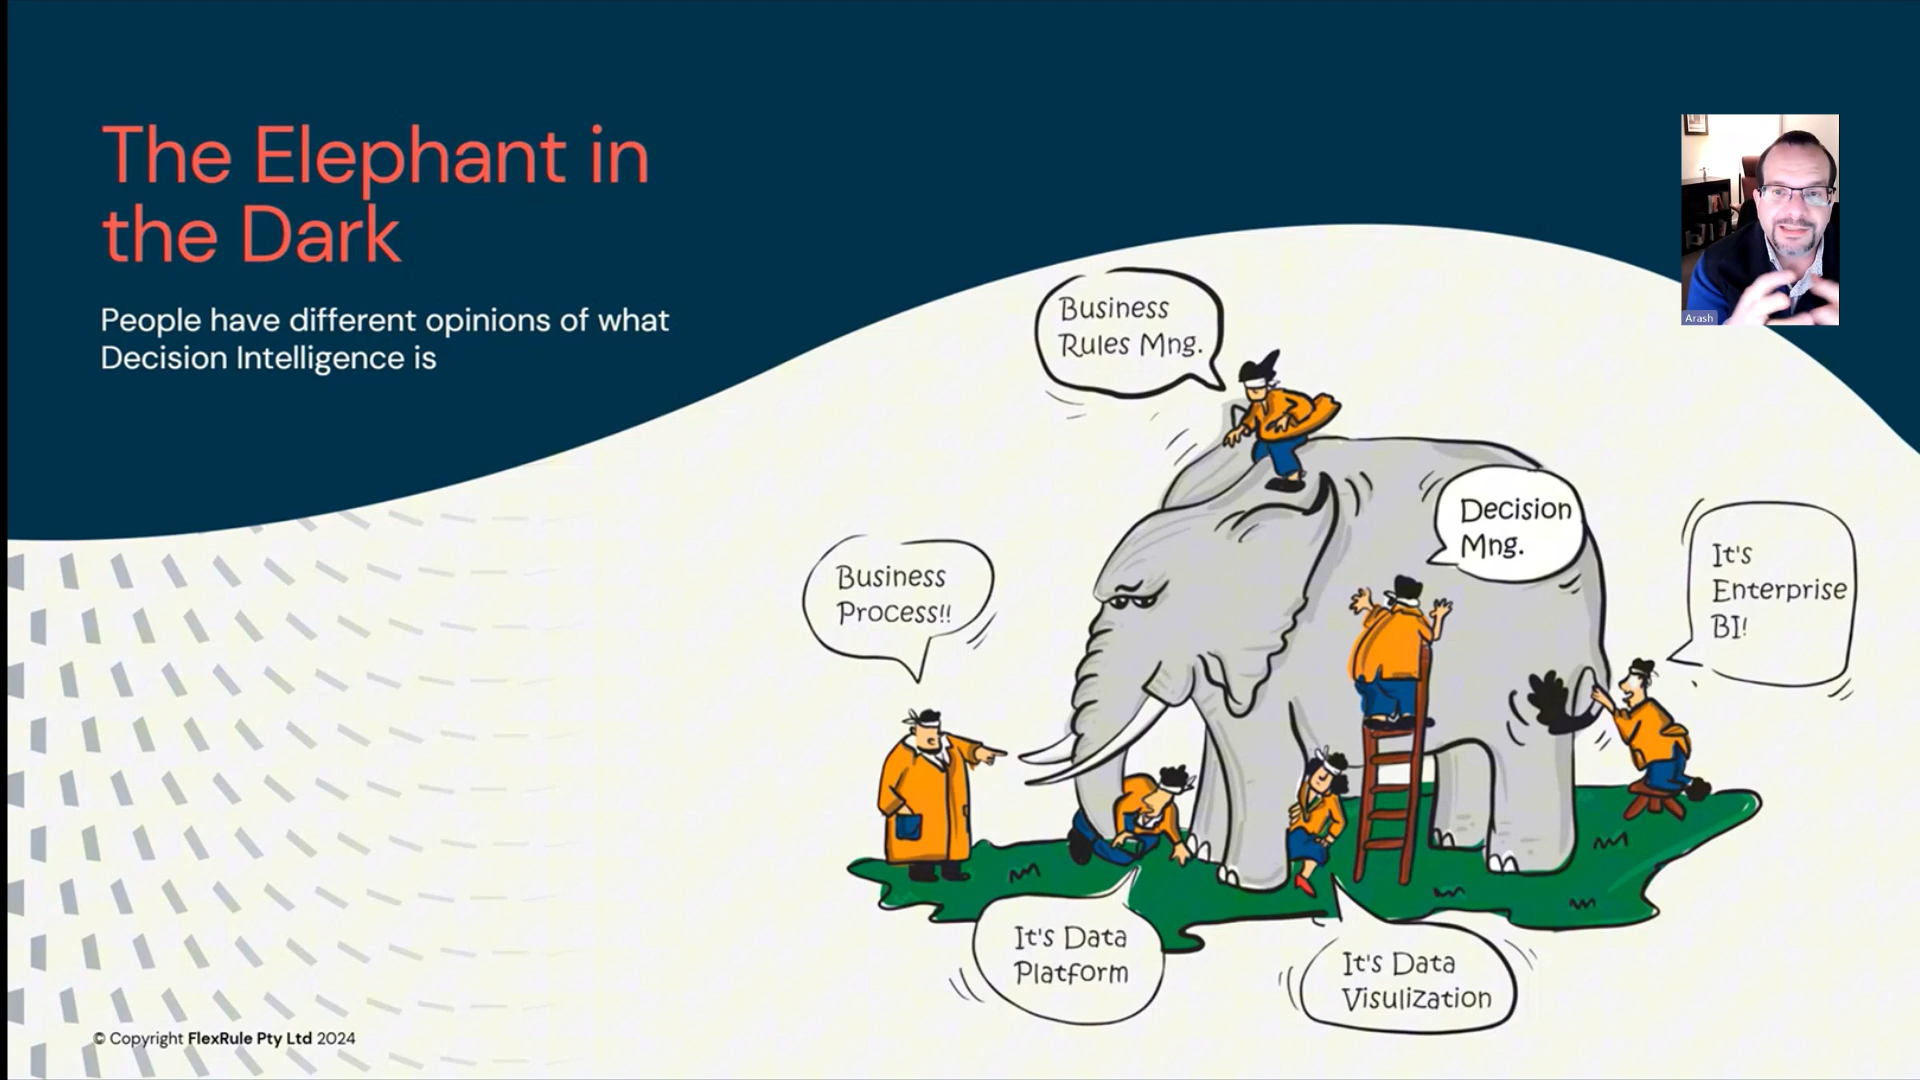 The Elephant in
the Dark
People have different opinions of what
Decision Intelligence is
Arash
Business
Rules Mng.
Decision
Mng.
It's
Enterprise
BI!
Business
Process!!
It's Data
Platform
It's Data
Visulization
© Copyright FlexRule Pty Ltd 2024